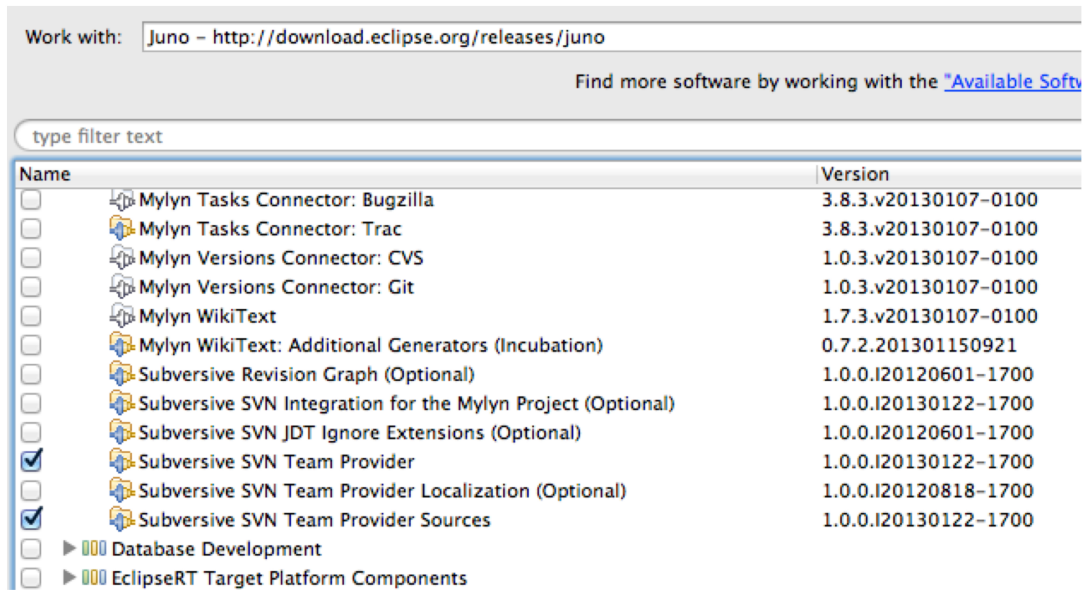 Work with: Juno – http://download.eclipse.org/releases/juno
Find more software by working with the "Available Softw
type filter text
Name Version
Mylyn Tasks Connector: Bugzilla 3.8.3.v20130107-0100
Mylyn Tasks Connector: Trac 3.8.3.v20130107-0100
Mylyn Versions Connector: CVS 1.0.3.v20130107-0100
Mylyn Versions Connector: Git 1.0.3.v20130107-0100
Mylyn WikiText 1.7.3.v20130107-0100
Mylyn WikiText: Additional Generators (Incubation) 0.7.2.201301150921
Subversive Revision Graph (Optional) 1.0.0.I20120601-1700
Subversive SVN Integration for the Mylyn Project (Optional) 1.0.0.I20130122-1700
Subversive SVN JDT Ignore Extensions (Optional) 1.0.0.I20120601-1700
Subversive SVN Team Provider 1.0.0.I20130122-1700
Subversive SVN Team Provider Localization (Optional) 1.0.0.I20120818-1700
Subversive SVN Team Provider Sources 1.0.0.I20130122-1700
Database Development
EclipseRT Target Platform Components